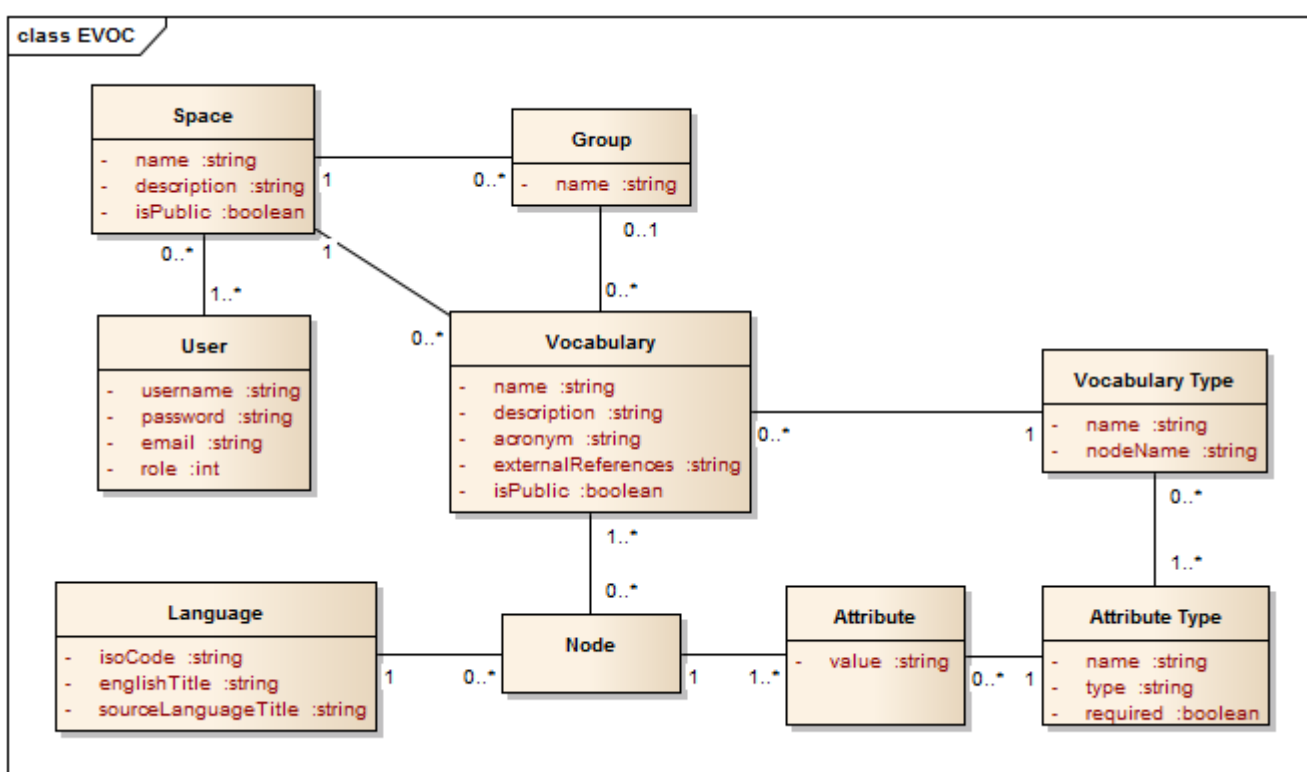 class EVOC
Space
- name :string
- description :string
- isPublic :boolean
Group
- name :string
1
0..*
0..1
0..*
1
0..*
0..*
1..*
User
- username :string
- password :string
- email :string
- role :int
Vocabulary
- name :string
- description :string
- acronym :string
- externalReferences :string
- isPublic :boolean
0..*
1
Vocabulary Type
- name :string
- nodeName :string
0..*
1..*
1..*
0..*
Language
- isoCode :string
- englishTitle :string
- sourceLanguageTitle :string
1
0..*
Node
1
1..*
Attribute
- value :string
0..*
1
Attribute Type
- name :string
- type :string
- required :boolean